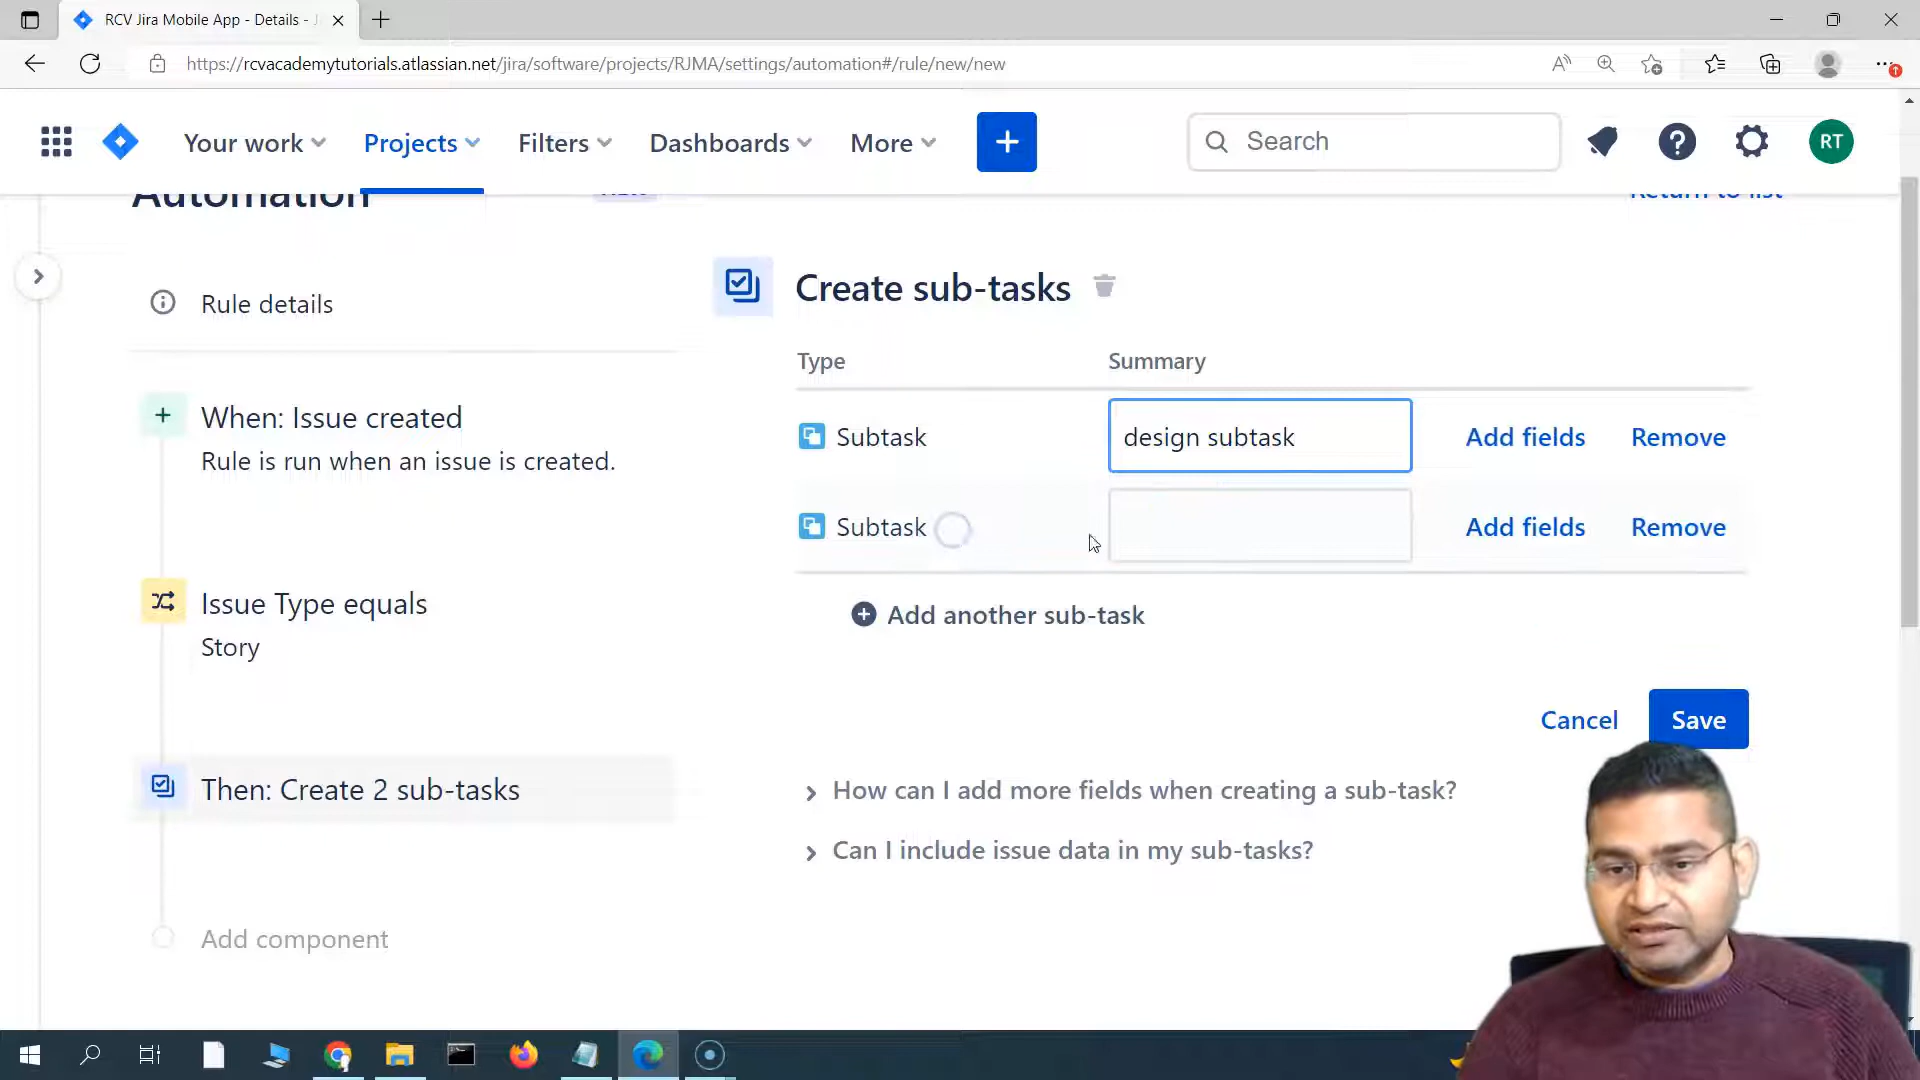 RCV Jira Mobile App - Details - J
https://rcvacademytutorials.atlassian.net/jira/software/projects/RJMA/settings/automation#/rule/new/new
Your work
Projects
Filters
Dashboards
More
Search
RT
Automation
Return to list
Rule details
When: Issue created
Rule is run when an issue is created.
Issue Type equals
Story
Then: Create 2 sub-tasks
Add component
Create sub-tasks
Type Summary
Subtask design subtask Add fields Remove
Subtask Add fields Remove
Add another sub-task
Cancel Save
How can I add more fields when creating a sub-task?
Can I include issue data in my sub-tasks?